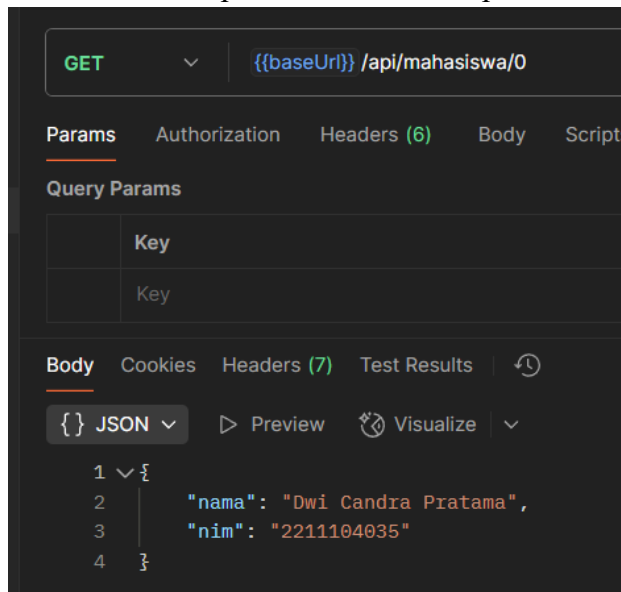 GET {{baseUrl}} /api/mahasiswa/0
Params Authorization Headers (6) Body Script
Query Params
Key
Key
Body Cookies Headers (7) Test Results
{} JSON Preview Visualize
1 {
2 "nama": "Dwi Candra Pratama",
3 "nim": "2211104035"
4 }